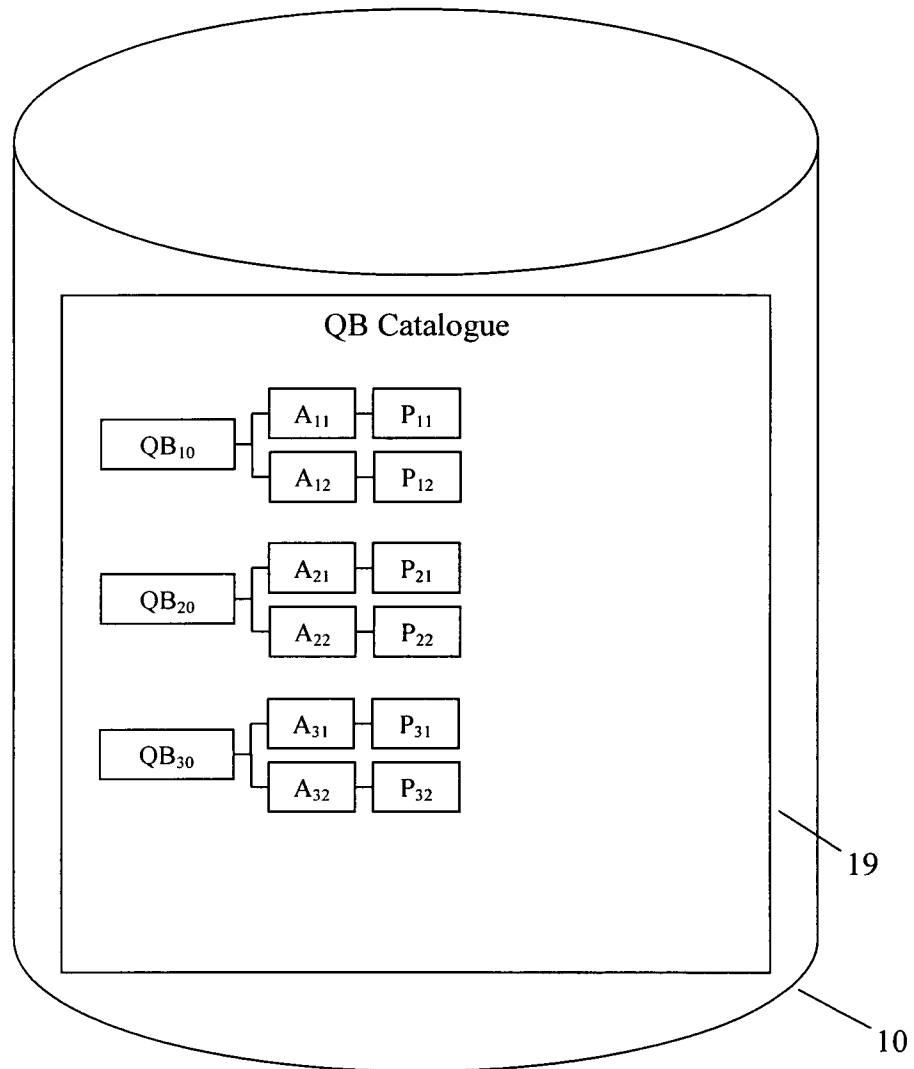 QB Catalogue
A₁₁ P₁₁
QB₁₀
A₁₂ P₁₂
A₂₁ P₂₁
QB₂₀
A₂₂ P₂₂
A₃₁ P₃₁
QB₃₀
A₃₂ P₃₂
19
10